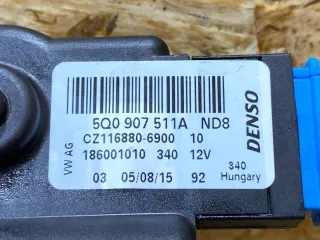 5Q0 907 511A ND8
CZ116880-6900 10
186001010 340 12V
03 05/08/15 92
VW AG
DENSO
340
Hungary